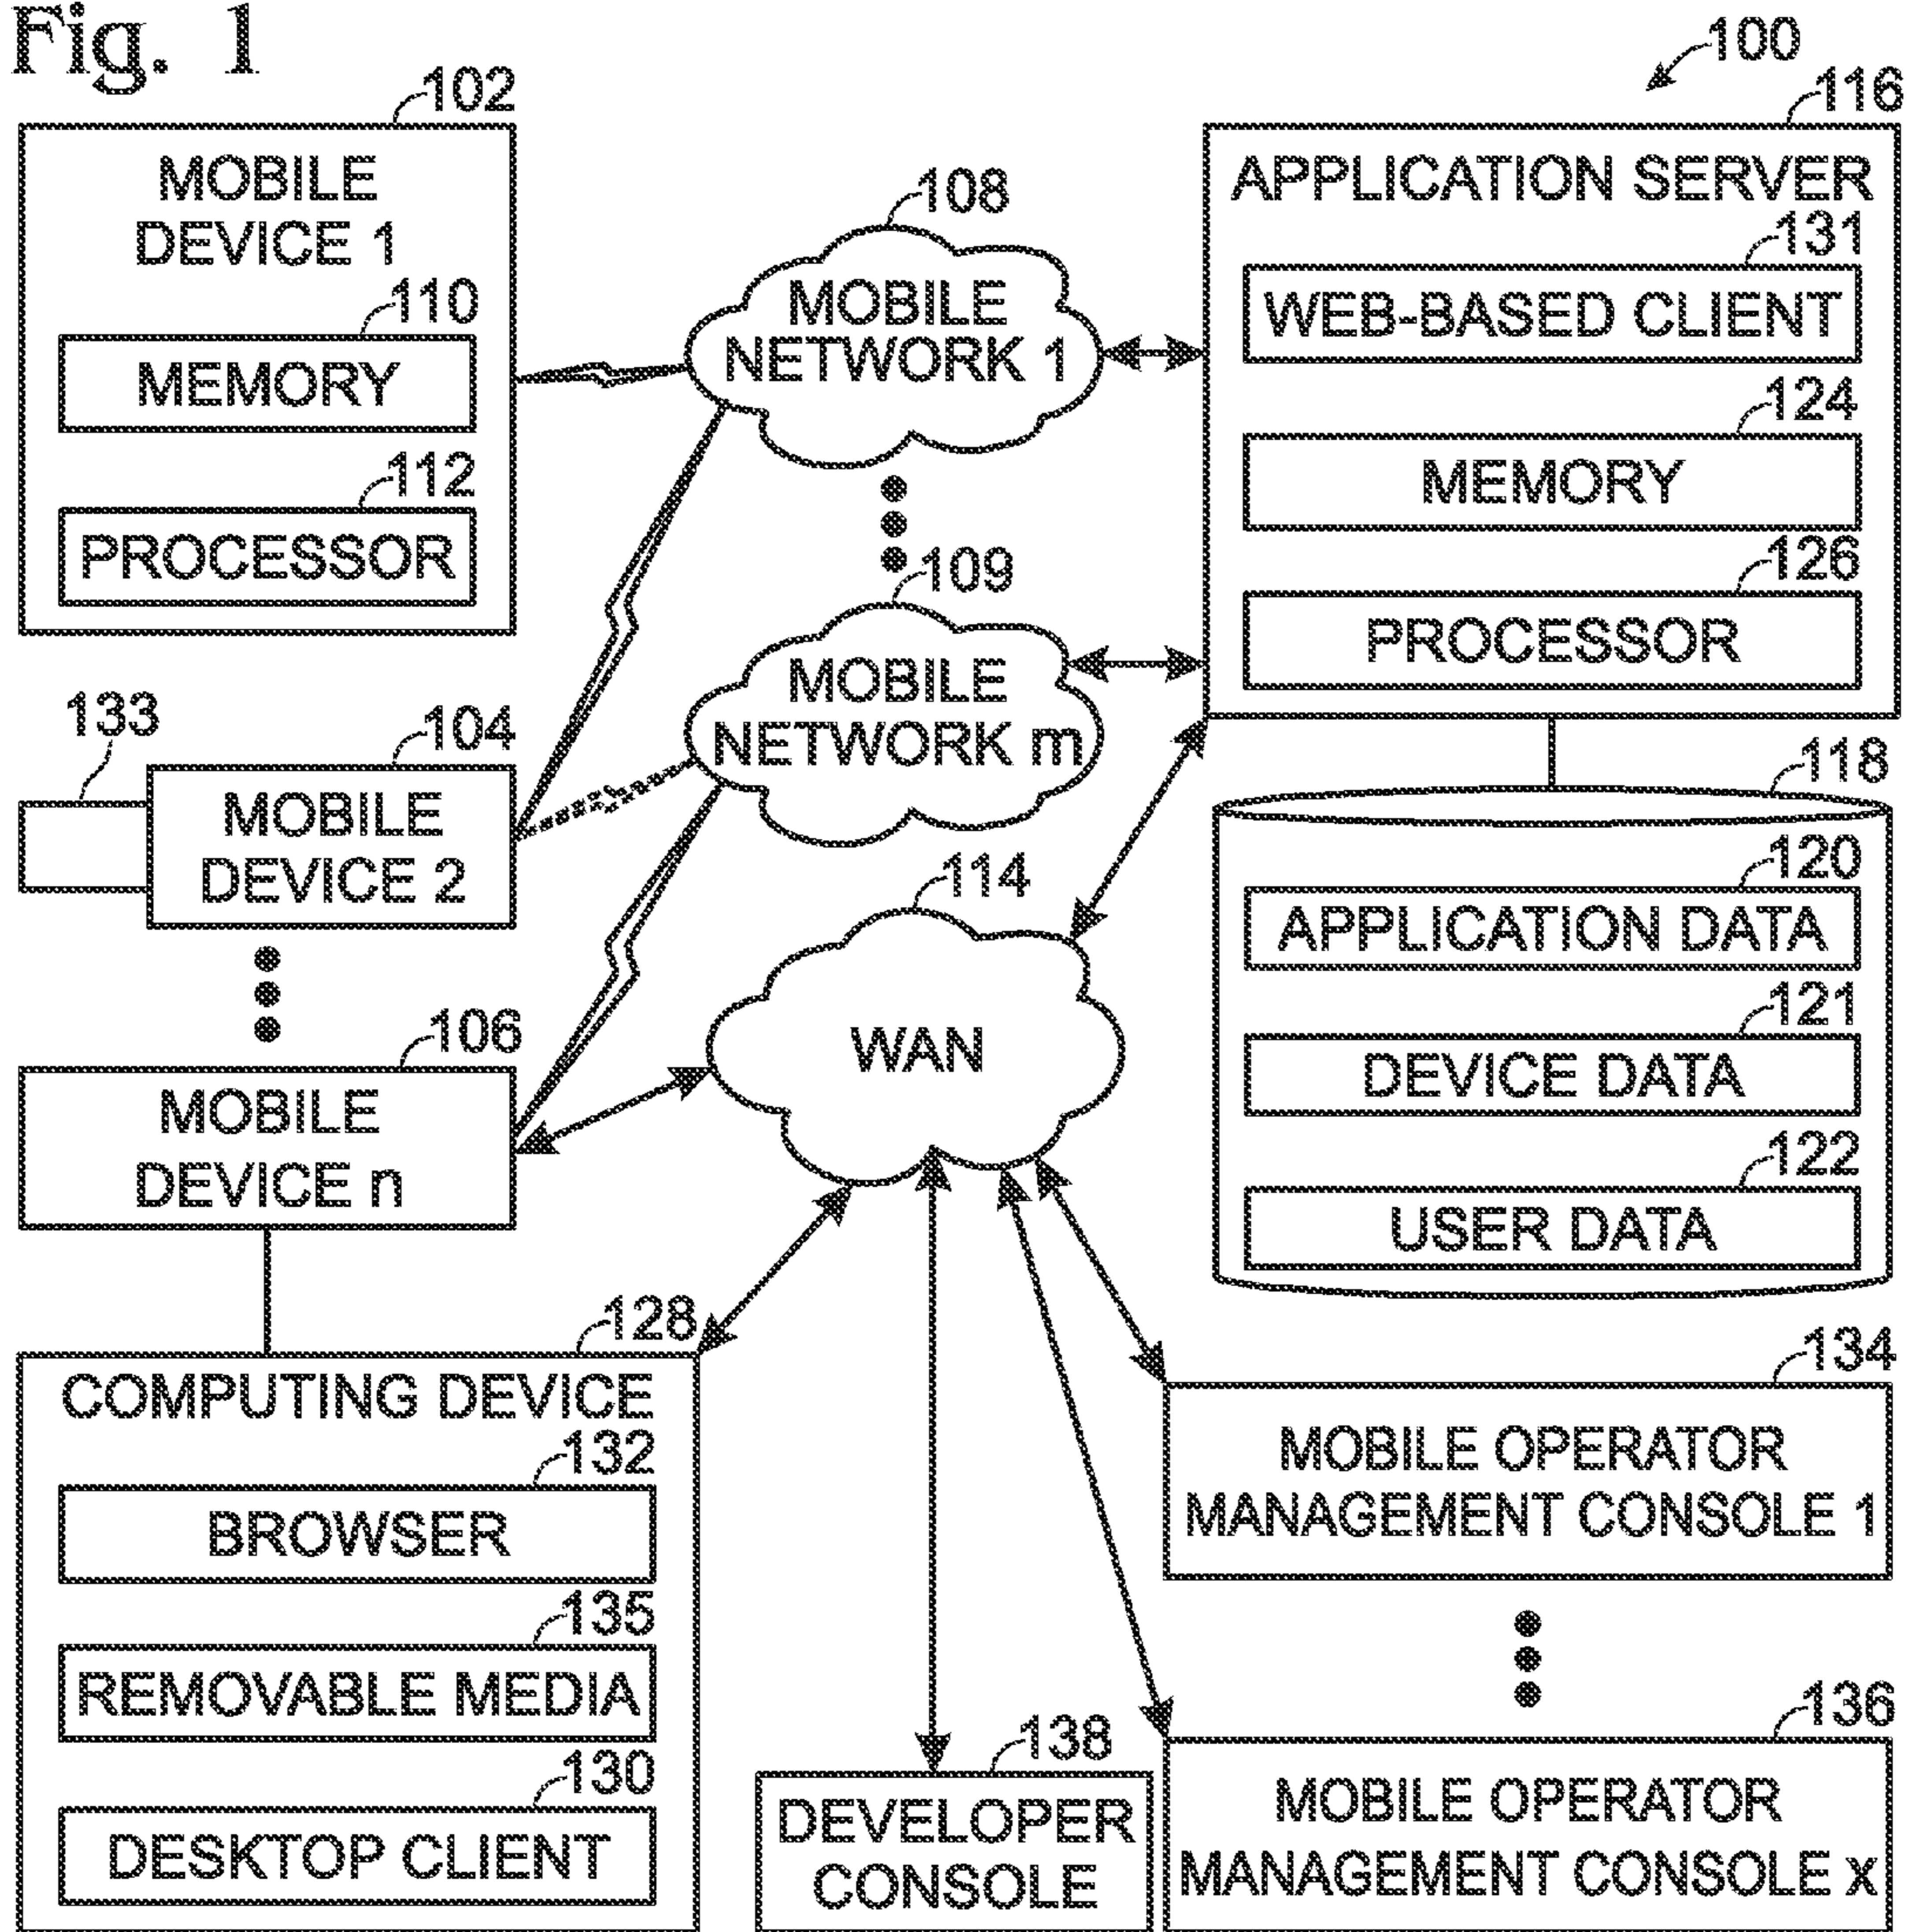 Fig. 1
100
102
MOBILE
DEVICE 1
110
MEMORY
112
PROCESSOR
108
MOBILE
NETWORK 1
109
MOBILE
NETWORK m
116
APPLICATION SERVER
131
WEB-BASED CLIENT
124
MEMORY
126
PROCESSOR
133
104
MOBILE
DEVICE 2
106
MOBILE
DEVICE n
114
WAN
118
120
APPLICATION DATA
121
DEVICE DATA
122
USER DATA
128
COMPUTING DEVICE
132
BROWSER
135
REMOVABLE MEDIA
130
DESKTOP CLIENT
138
DEVELOPER
CONSOLE
134
MOBILE OPERATOR
MANAGEMENT CONSOLE 1
136
MOBILE OPERATOR
MANAGEMENT CONSOLE x